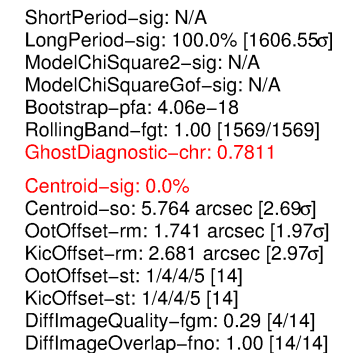 ShortPeriod-sig: N/A
LongPeriod-sig: 100.0% [1606.55σ]
ModelChiSquare2-sig: N/A
ModelChiSquareGof-sig: N/A
Bootstrap-pfa: 4.06e-18
RollingBand-fgt: 1.00 [1569/1569]
GhostDiagnostic-chr: 0.7811
Centroid-sig: 0.0%
Centroid-so: 5.764 arcsec [2.69σ]
OotOffset-rm: 1.741 arcsec [1.97σ]
KicOffset-rm: 2.681 arcsec [2.97σ]
OotOffset-st: 1/4/4/5 [14]
KicOffset-st: 1/4/4/5 [14]
DiffImageQuality-fgm: 0.29 [4/14]
DiffImageOverlap-fno: 1.00 [14/14]